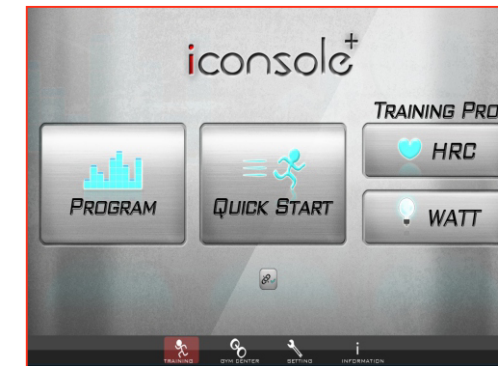 iconsole+
TRAINING PRO
PROGRAM
QUICK START
HRC
WATT
TRAINING GYM CENTER SETTING INFORMATION